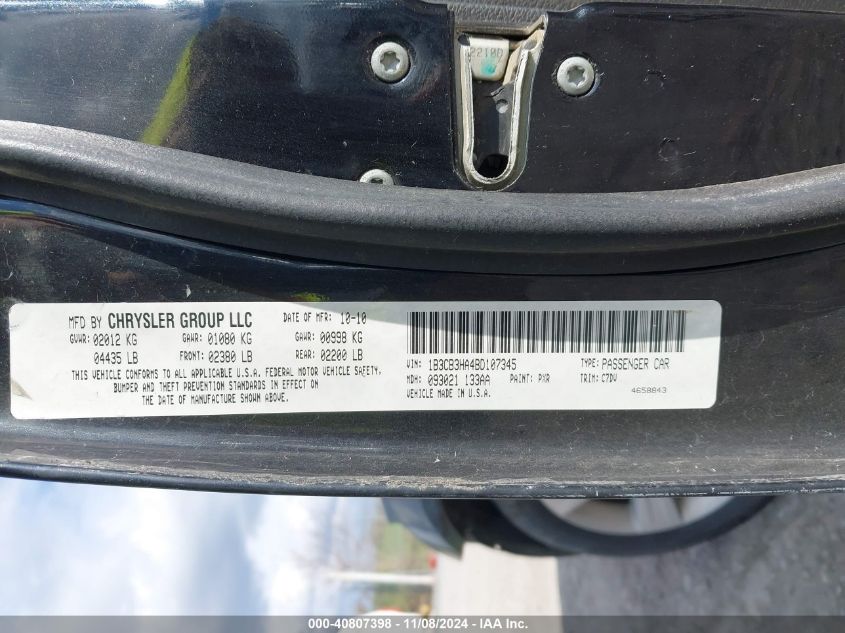 2210D
MFD BY CHRYSLER GROUP LLC DATE OF MFR: 10-10
GVWR: 02012 KG GAWR: 01080 KG GAWR: 00998 KG
04435 LB FRONT: 02380 LB REAR: 02200 LB
THIS VEHICLE CONFORMS TO ALL APPLICABLE U.S.A. FEDERAL MOTOR VEHICLE SAFETY,
BUMPER AND THEFT PREVENTION STANDARDS IN EFFECT ON
THE DATE OF MANUFACTURE SHOWN ABOVE.
VIN: 1B3CB3HA4BD107345 TYPE: PASSENGER CAR
MDH: 093021 133AA PAINT: PXR TRIM: C7DV
VEHICLE MADE IN U.S.A. 4658843
000-40807398 - 11/08/2024 - IAA Inc.